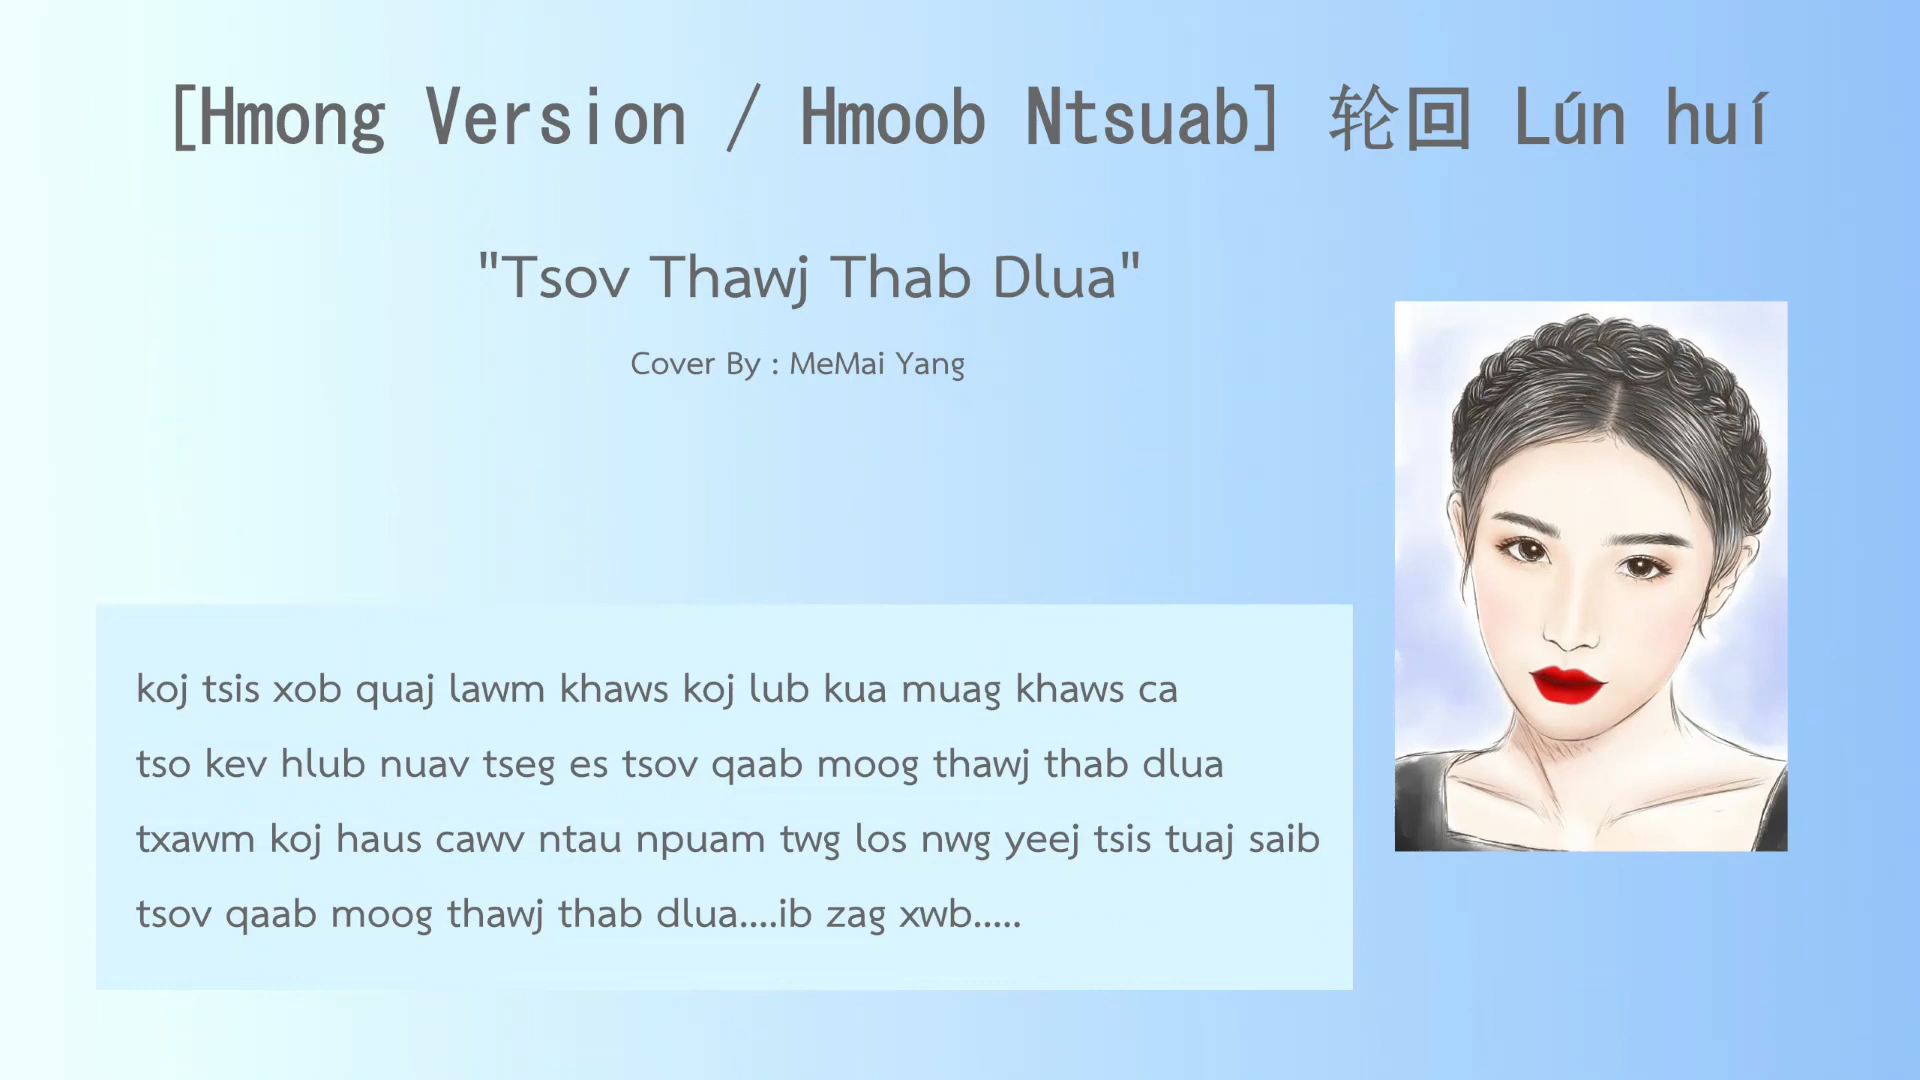 [Hmong Version / Hmoob Ntsuab] 轮回 Lún huí
"Tsov Thawj Thab Dlua"
Cover By : MeMai Yang
koj tsis xob quaj lawm khaws koj lub kua muag khaws ca
tso kev hlub nuav tseg es tsov qaab moog thawj thab dlua
txawm koj haus cawv ntau npuam twg los nwg yeej tsis tuaj saib
tsov qaab moog thawj thab dlua....ib zag xwb.....